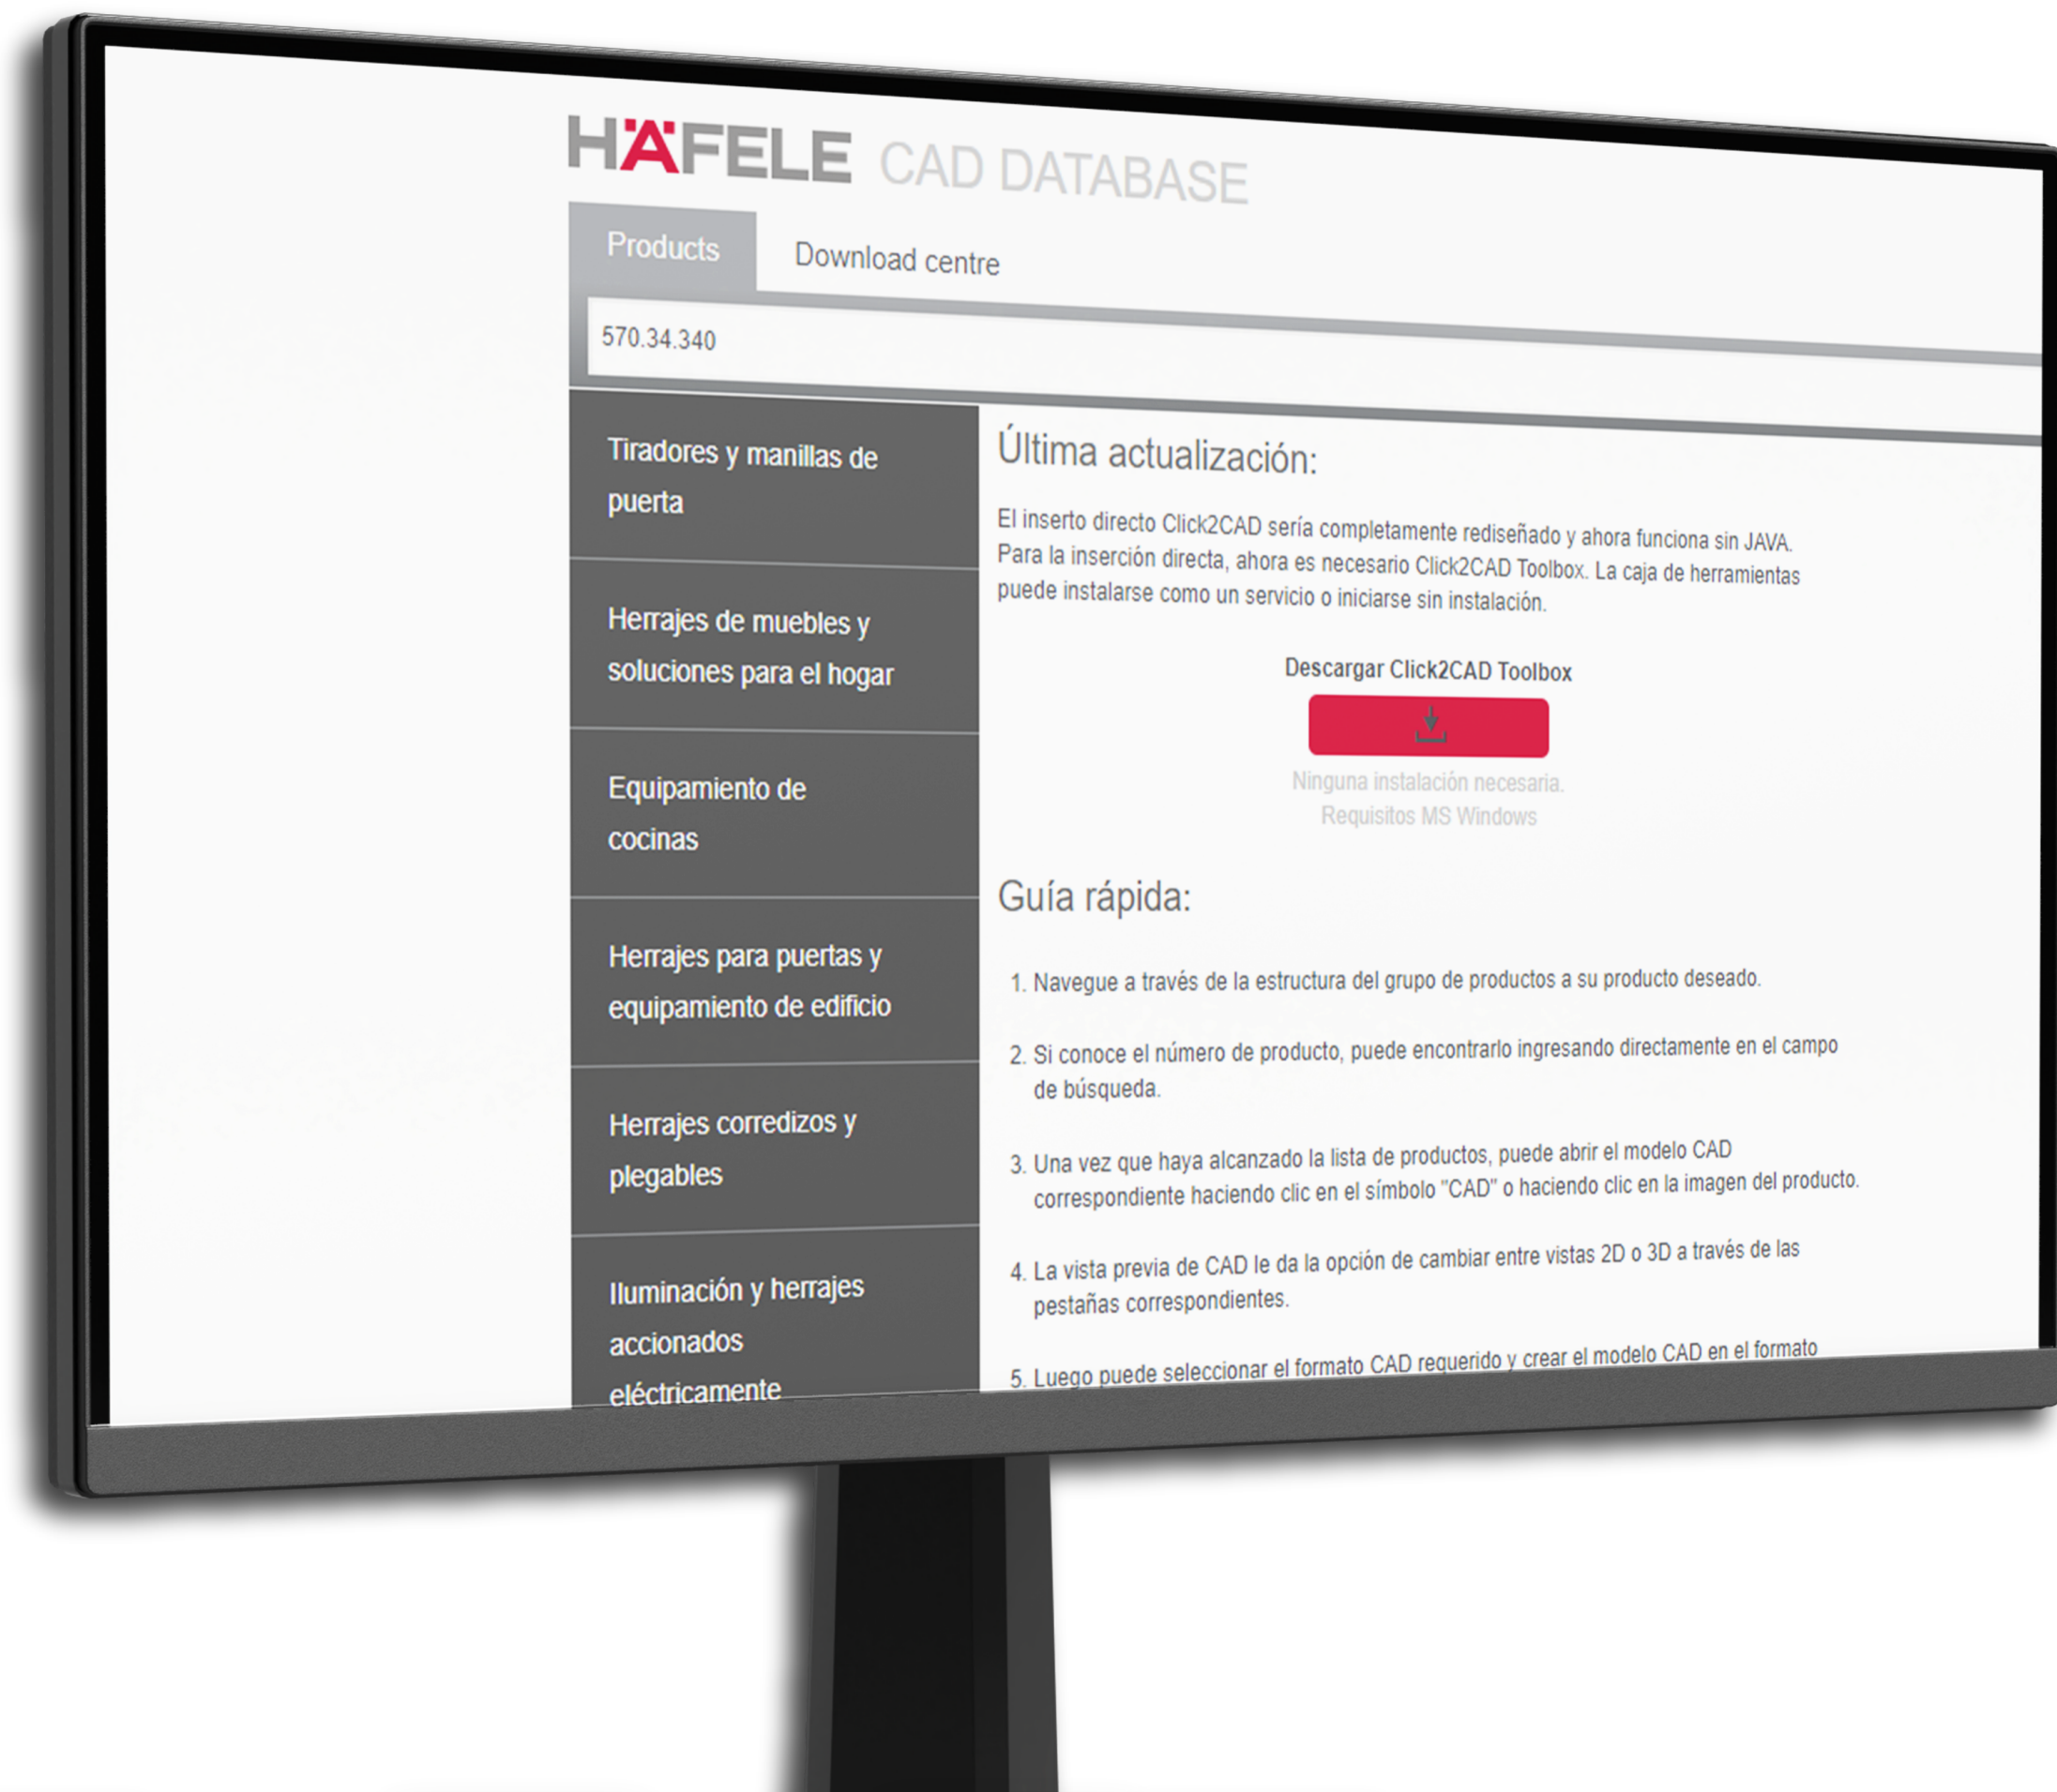 HÄFELE CAD DATABASE
Products Download centre
570.34.340
Tiradores y manillas de
puerta
Herrajes de muebles y
soluciones para el hogar
Equipamiento de
cocinas
Herrajes para puertas y
equipamiento de edificio
Herrajes corredizos y
plegables
Iluminación y herrajes
accionados
eléctricamente
Última actualización:
El inserto directo Click2CAD sería completamente rediseñado y ahora funciona sin JAVA.
Para la inserción directa, ahora es necesario Click2CAD Toolbox. La caja de herramientas
puede instalarse como un servicio o iniciarse sin instalación.
Descargar Click2CAD Toolbox
Ninguna instalación necesaria.
Requisitos MS Windows
Guía rápida:
1. Navegue a través de la estructura del grupo de productos a su producto deseado.
2. Si conoce el número de producto, puede encontrarlo ingresando directamente en el campo
de búsqueda.
3. Una vez que haya alcanzado la lista de productos, puede abrir el modelo CAD
correspondiente haciendo clic en el símbolo "CAD" o haciendo clic en la imagen del producto.
4. La vista previa de CAD le da la opción de cambiar entre vistas 2D o 3D a través de las
pestañas correspondientes.
5. Luego puede seleccionar el formato CAD requerido y crear el modelo CAD en el formato